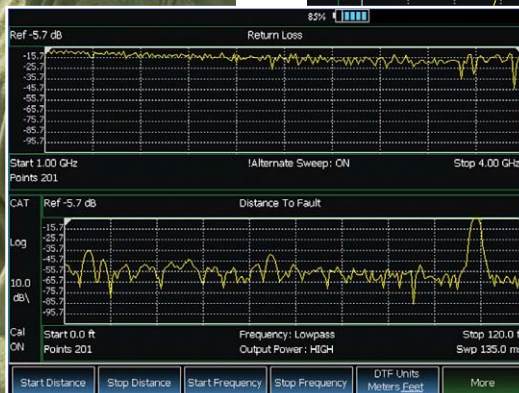 85%
Ref -5.7 dB Return Loss
-15.7
-25.7
-35.7
-45.7
-55.7
-65.7
-75.7
-85.7
-95.7
Start 1.00 GHz !Alternate Sweep: ON Stop 4.00 GHz
Points 201
CAT Ref -5.7 dB Distance To Fault
Log
10.0
dB\
Cal
ON
-15.7
-25.7
-35.7
-45.7
-55.7
-65.7
-75.7
-85.7
-95.7
Start 0.0 ft Frequency: Lowpass Stop 120.0 ft
Points 201 Output Power: HIGH Swp 135.0 m
Start Distance Stop Distance Start Frequency Stop Frequency DTF Units More
Meters Feet